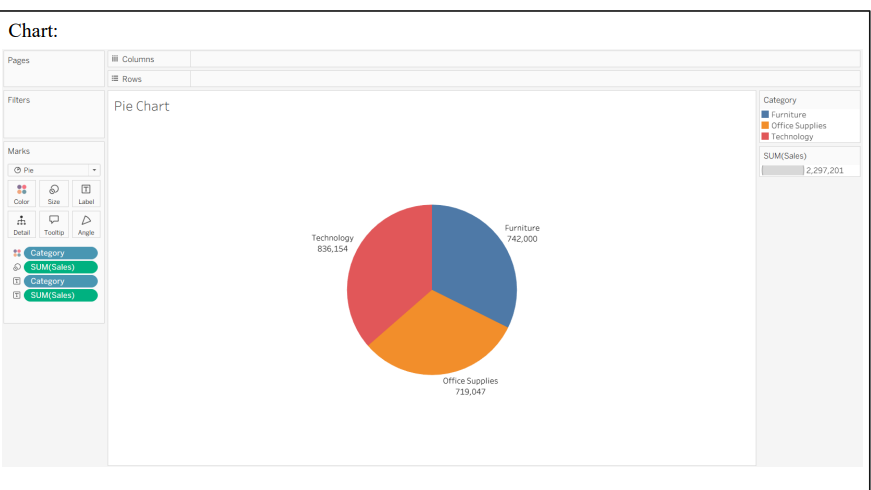 Chart:
Pages
Columns
Rows
Filters
Marks
Pie
Color Size Label
Detail Tooltip Angle
Category
SUM(Sales)
Category
SUM(Sales)
Pie Chart
Technology
836,154
Furniture
742,000
Office Supplies
719,047
Category
Furniture
Office Supplies
Technology
SUM(Sales)
2,297,201